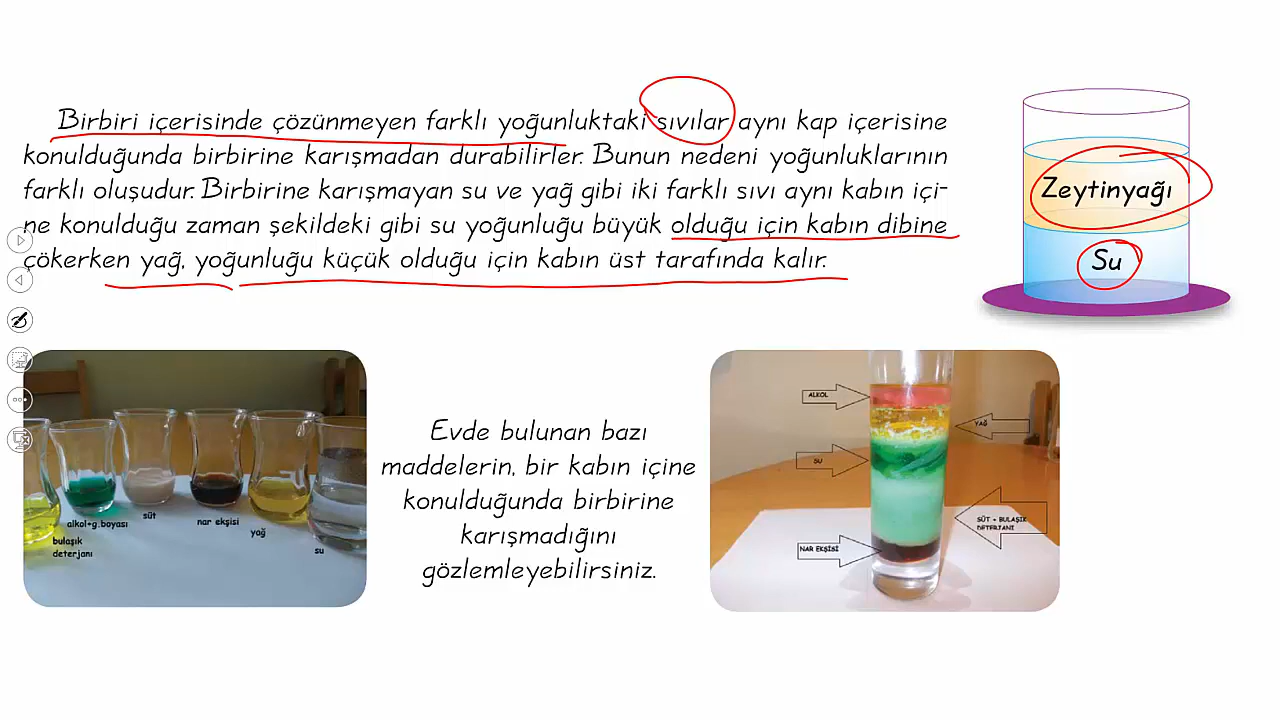 Birbiri içerisinde çözünmeyen farklı yoğunluktaki sıvılar aynı kap içerisine
konulduğunda birbirine karışmadan durabilirler. Bunun nedeni yoğunluklarının
farklı oluşudur. Birbirine karışmayan su ve yağ gibi iki farklı sıvı aynı kabın içi-
ne konulduğu zaman şekildeki gibi su yoğunluğu büyük olduğu için kabın dibine
çökerken yağ, yoğunluğu küçük olduğu için kabın üst tarafında kalır.
Zeytinyağı
Su
bulaşık
deterjanı
alkol+g.boyası
süt
nar ekşisi
yağ
su
Evde bulunan bazı
maddelerin, bir kabın içine
konulduğunda birbirine
karışmadığını
gözlemleyebilirsiniz.
ALKOL
YAĞ
SU
SÜT + BULAŞIK
DETERJANI
NAR EKŞİSİ